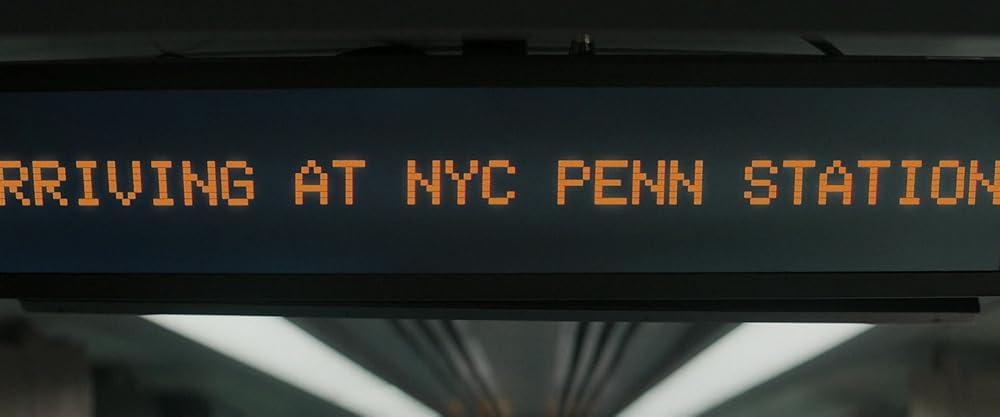 RRIVING AT NYC PENN STATION